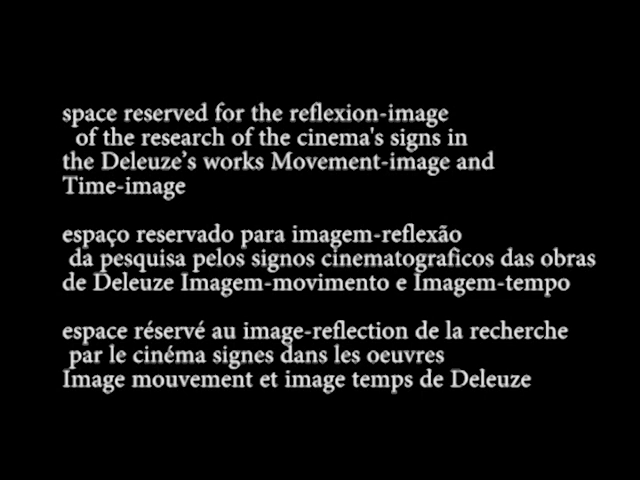 space reserved for the reflexion-image
of the research of the cinema's signs in
the Deleuze's works Movement-image and
Time-image
espaço reservado para imagem-reflexão
da pesquisa pelos signos cinematograficos das obras
de Deleuze Imagem-movimento e Imagem-tempo
espace réservé au image-reflection de la recherche
par le cinéma signes dans les oeuvres
Image mouvement et image temps de Deleuze